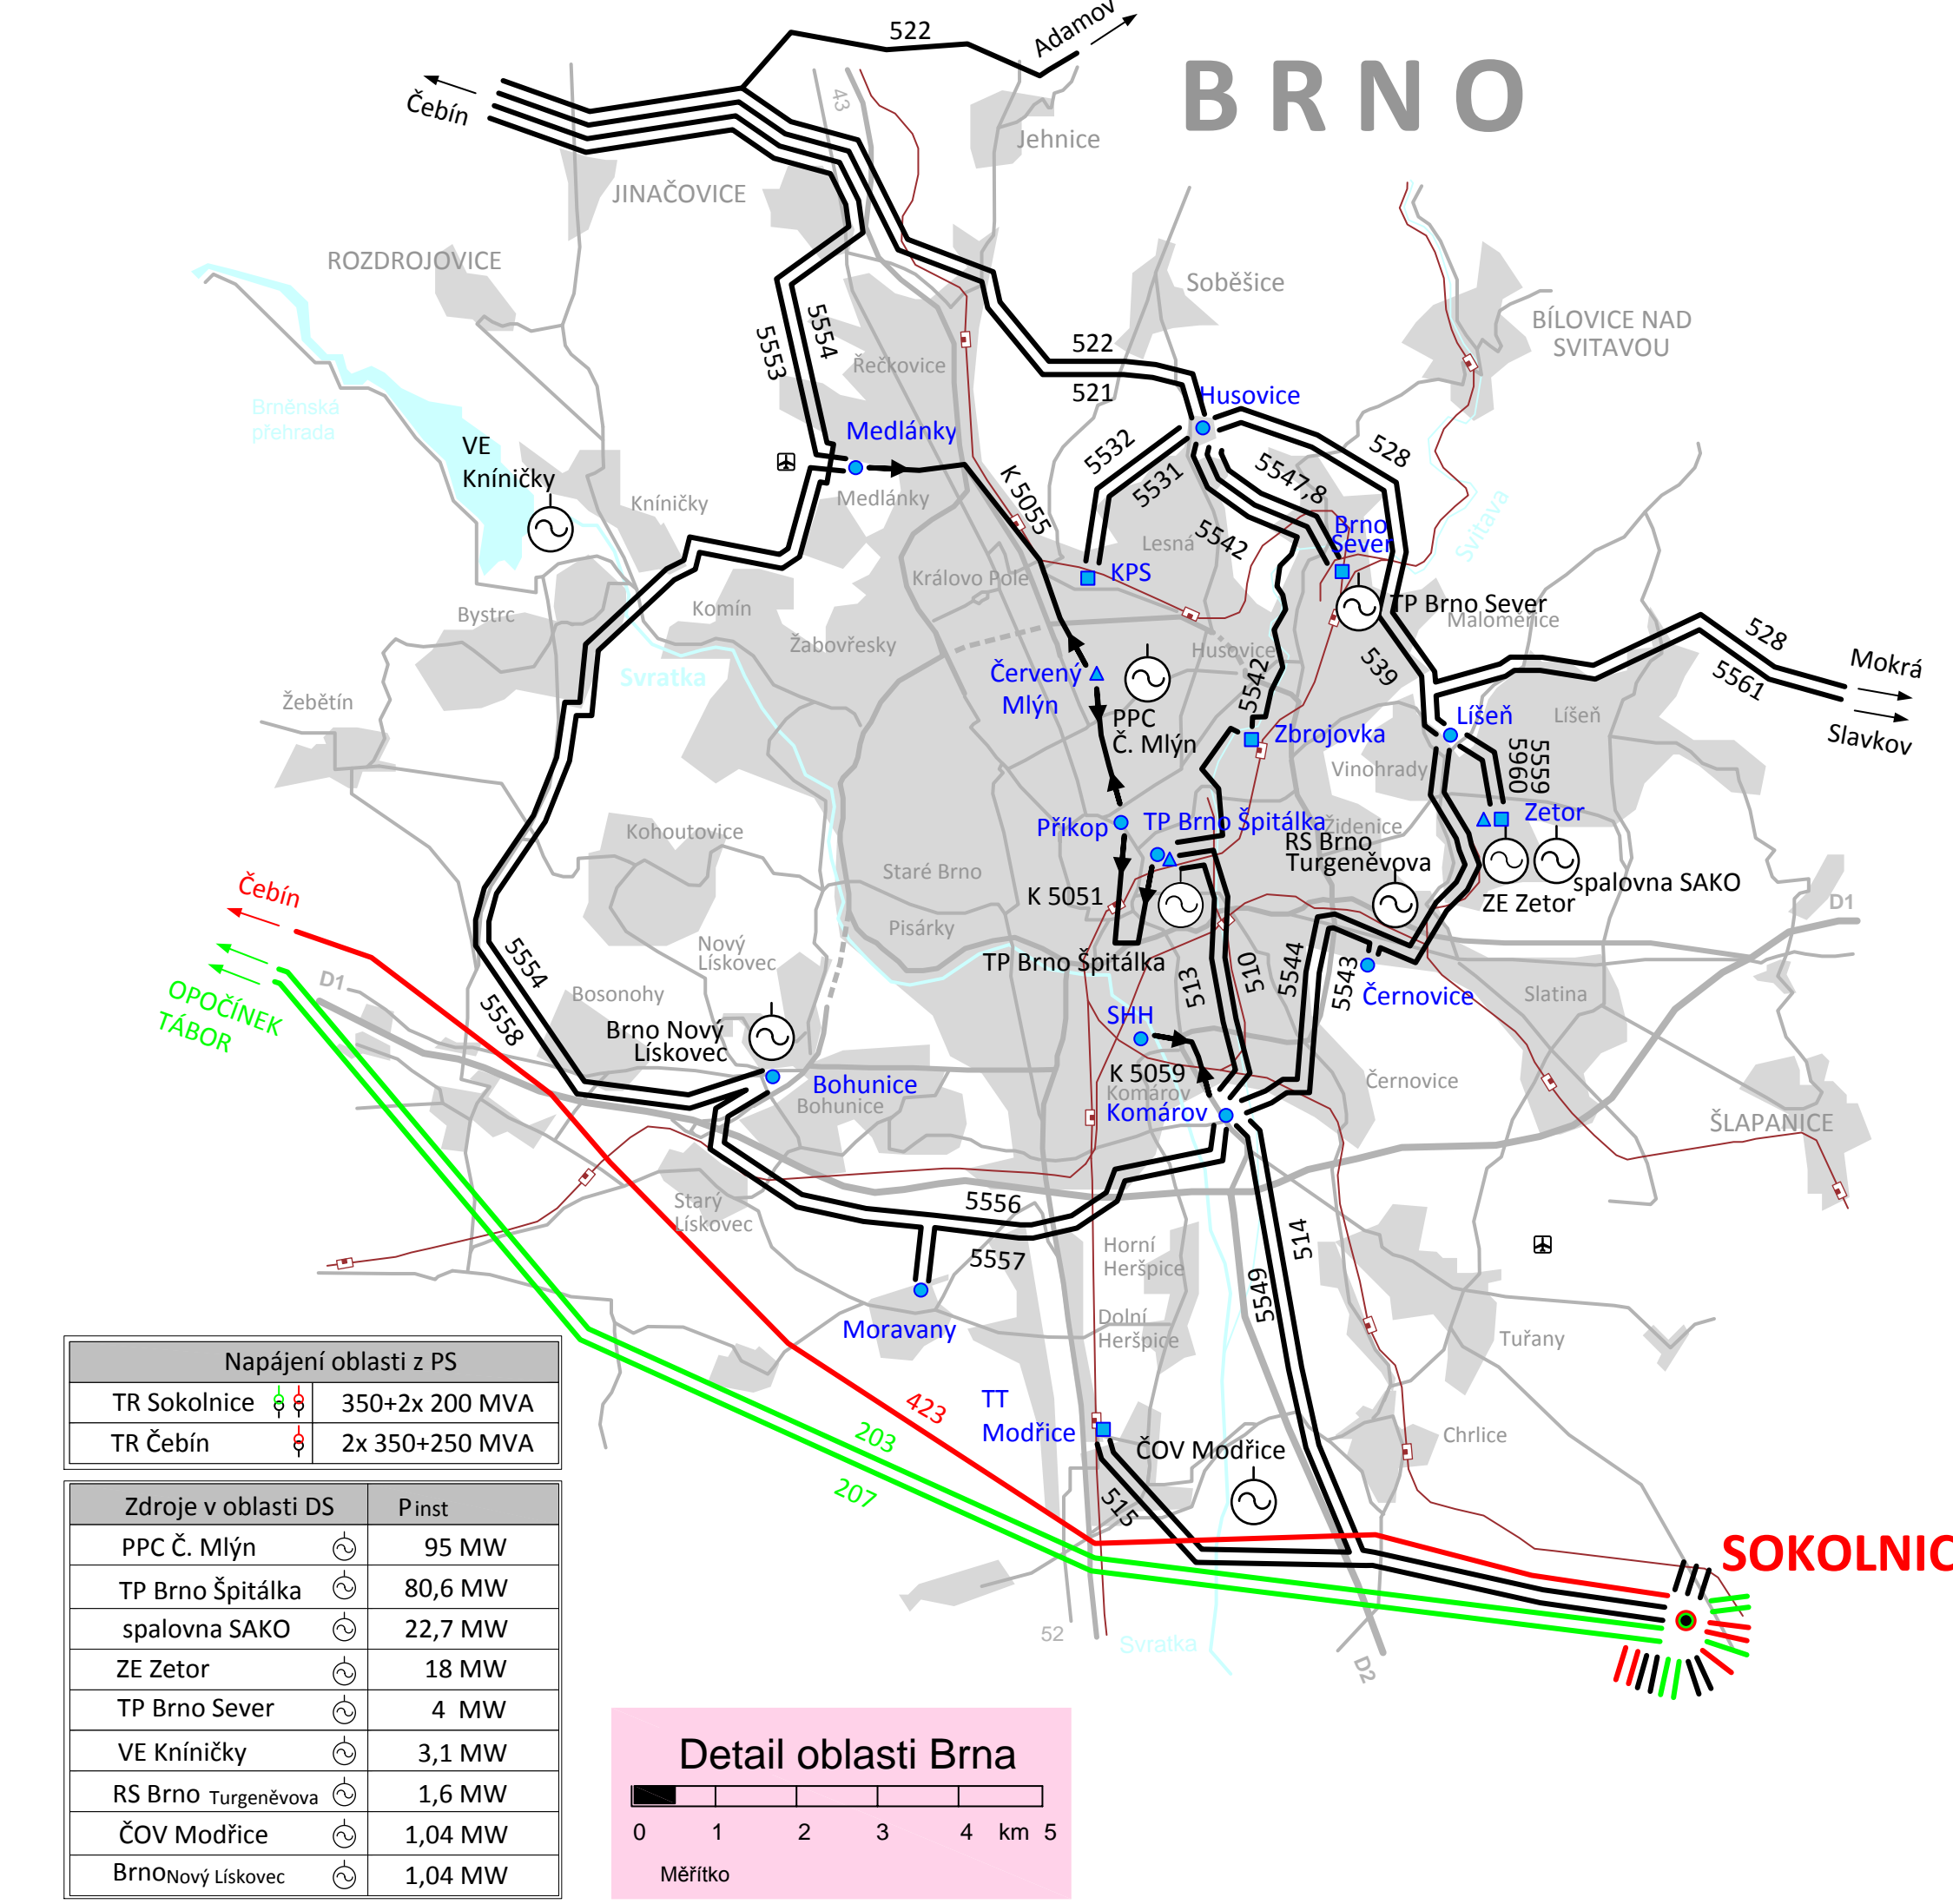 522
Adamov
BRNO
Čebín
43
Jehnice
JINAČOVICE
ROZDROJOVICE
Soběšice
BÍLOVICE NAD
SVITAVOU
5553
5554
Řečkovice
522
521
Husovice
Brněnská
přehrada
VE
Kníničky
Medlánky
Medlánky
Kníničky
K 5055
5532
5531
5547,8
528
5542
Brno
Sever
Svitava
Lesná
KPS
Královo Pole
TP Brno Sever
Maloměřice
Bystrc
Komín
Žabovřesky
Husovice
539
528
5561
Mokrá
Slavkov
Svratka
Žebětín
Červený
Mlýn
PPC
Č. Mlýn
5542
Zbrojovka
Líšeň
Líšeň
Vinohrady
5559
5960
Zetor
Kohoutovice
Příkop
TP Brno Špitálka
Židenice
RS Brno
Turgeněvova
Staré Brno
K 5051
ZE Zetor
spalovna SAKO
D1
Čebín
Pisárky
Nový
Lískovec
TP Brno Špitálka
513
510
5544
5543
Černovice
Slatina
OPOČÍNEK
TÁBOR
D1
5554
5558
Bosonohy
Brno Nový
Lískovec
SHH
K 5059
Komárov
Komárov
Černovice
Bohunice
Bohunice
ŠLAPANICE
Starý
Lískovec
5556
5557
Horní
Heršpice
514
5549
Moravany
Dolní
Heršpice
Tuřany
423
203
207
TT
Modřice
ČOV Modřice
Chrlice
515
SOKOLNIC
52
Svratka
D2
Napájení oblasti z PS
TR Sokolnice 350+2x 200 MVA
TR Čebín 2x 350+250 MVA
Zdroje v oblasti DS P inst
PPC Č. Mlýn 95 MW
TP Brno Špitálka 80,6 MW
spalovna SAKO 22,7 MW
ZE Zetor 18 MW
TP Brno Sever 4 MW
VE Kníničky 3,1 MW
RS Brno Turgeněvova 1,6 MW
ČOV Modřice 1,04 MW
Brno Nový Lískovec 1,04 MW
Detail oblasti Brna
0 1 2 3 4 km 5
Měřítko